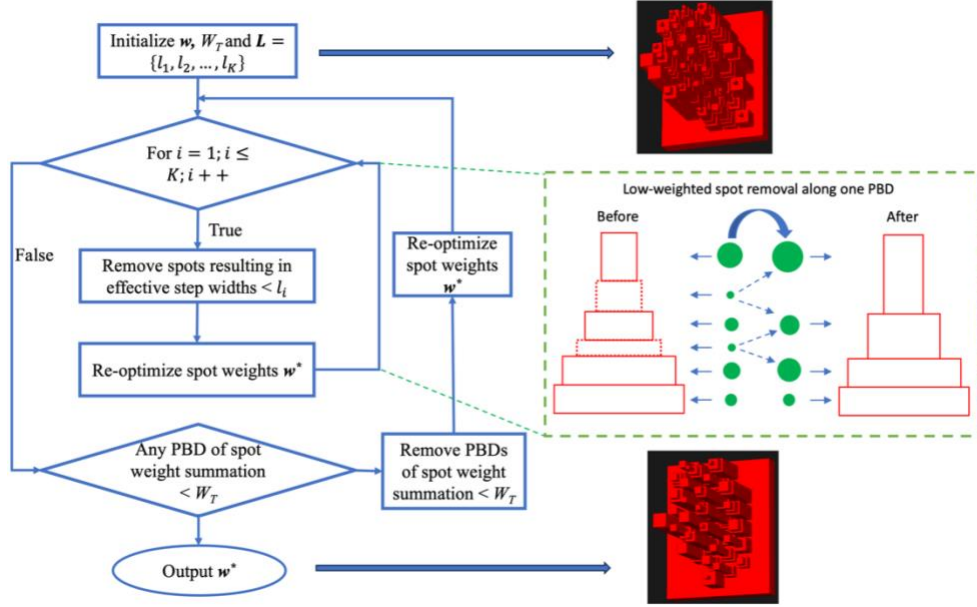 Initialize w, W_T and L =
{l_1, l_2, ..., l_K}
For i = 1; i ≤
K; i + +
True
False
Remove spots resulting in
effective step widths < l_i
Re-optimize spot weights w*
Re-optimize
spot weights
w*
Any PBD of spot
weight summation
< W_T
Remove PBDs
of spot weight
summation < W_T
Output w*
Low-weighted spot removal along one PBD
Before
After